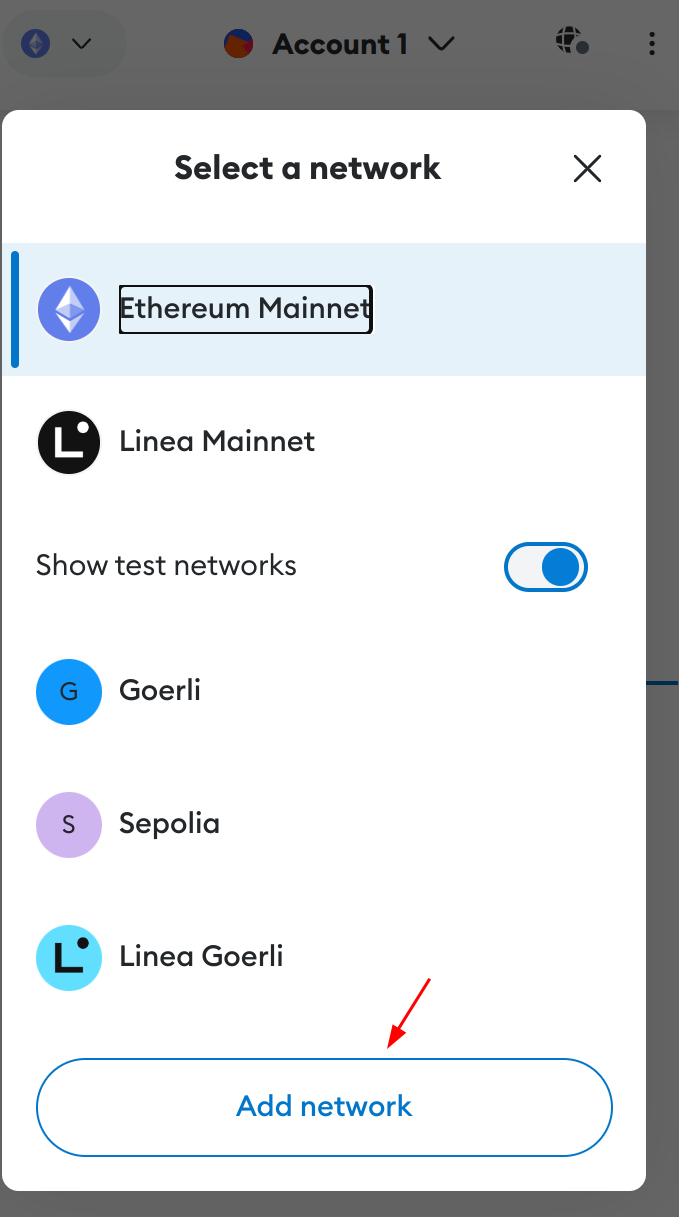 Account 1
Select a network
Ethereum Mainnet
L
Linea Mainnet
Show test networks
G
Goerli
S
Sepolia
L
Linea Goerli
Add network